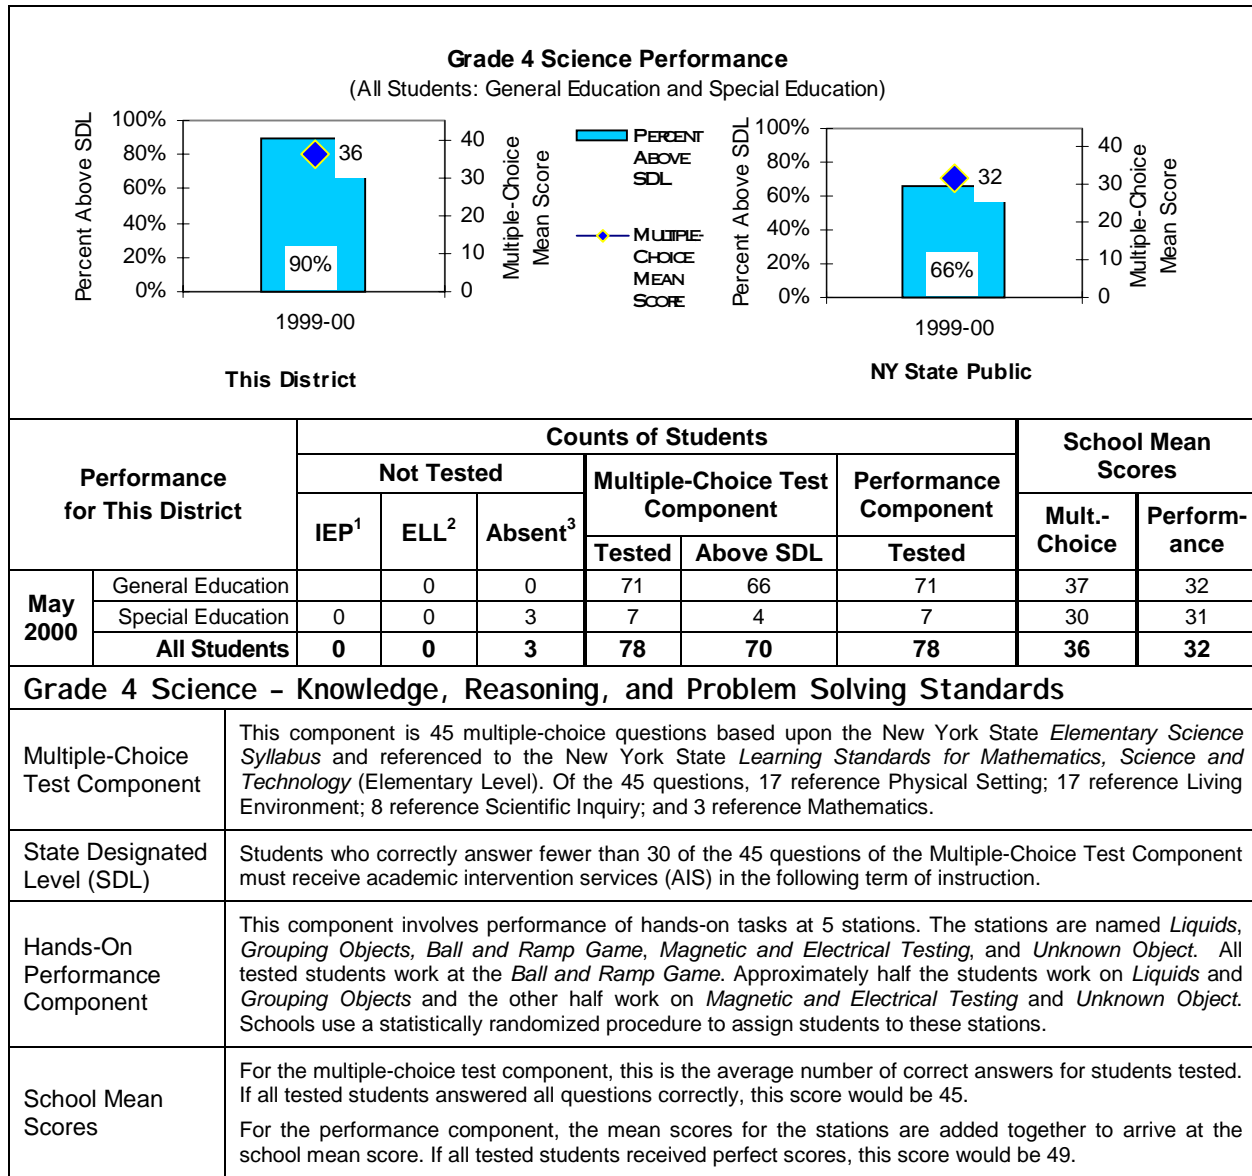 Grade 4 Science Performance
(All Students: General Education and Special Education)
Percent Above SDL
100%
80%
60%
40%
20%
0%
36
90%
40
30
20
10
0
Multiple-Choice
Mean Score
1999-00
This District
PERCENT
ABOVE
SDL
MULTIPLE-
CHOICE
MEAN
SCORE
Percent Above SDL
100%
80%
60%
40%
20%
0%
32
66%
40
30
20
10
0
Multiple-Choice
Mean Score
1999-00
NY State Public
Performance
for This District
Counts of Students
School Mean
Scores
Not Tested
Multiple-Choice Test
Component
Performance
Component
IEP1 ELL2 Absent3
Tested Above SDL Tested
Mult.-
Choice
Perform-
ance
May
2000
General Education 0 0 71 66 71 37 32
Special Education 0 0 3 7 4 7 30 31
All Students 0 0 3 78 70 78 36 32
Grade 4 Science – Knowledge, Reasoning, and Problem Solving Standards
Multiple-Choice
Test Component
This component is 45 multiple-choice questions based upon the New York State Elementary Science
Syllabus and referenced to the New York State Learning Standards for Mathematics, Science and
Technology (Elementary Level). Of the 45 questions, 17 reference Physical Setting; 17 reference Living
Environment; 8 reference Scientific Inquiry; and 3 reference Mathematics.
State Designated
Level (SDL)
Students who correctly answer fewer than 30 of the 45 questions of the Multiple-Choice Test Component
must receive academic intervention services (AIS) in the following term of instruction.
Hands-On
Performance
Component
This component involves performance of hands-on tasks at 5 stations. The stations are named Liquids,
Grouping Objects, Ball and Ramp Game, Magnetic and Electrical Testing, and Unknown Object. All
tested students work at the Ball and Ramp Game. Approximately half the students work on Liquids and
Grouping Objects and the other half work on Magnetic and Electrical Testing and Unknown Object.
Schools use a statistically randomized procedure to assign students to these stations.
School Mean
Scores
For the multiple-choice test component, this is the average number of correct answers for students tested.
If all tested students answered all questions correctly, this score would be 45.
For the performance component, the mean scores for the stations are added together to arrive at the
school mean score. If all tested students received perfect scores, this score would be 49.